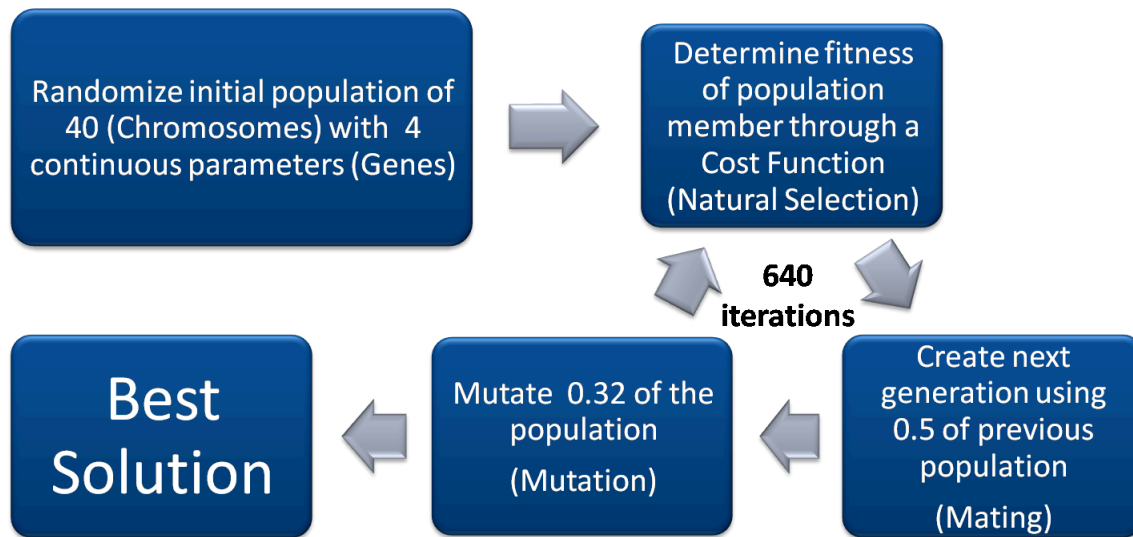 Randomize initial population of
40 (Chromosomes) with 4
continuous parameters (Genes)
Determine fitness
of population
member through a
Cost Function
(Natural Selection)
640
iterations
Create next
generation using
0.5 of previous
population
(Mating)
Mutate 0.32 of the
population
(Mutation)
Best
Solution